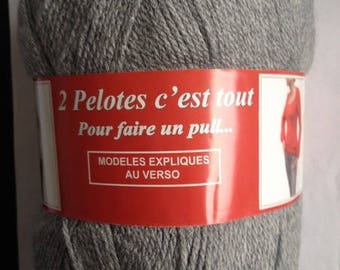 2 Pelotes c'est tout
Pour faire un pull...
MODELES EXPLIQUES
AU VERSO